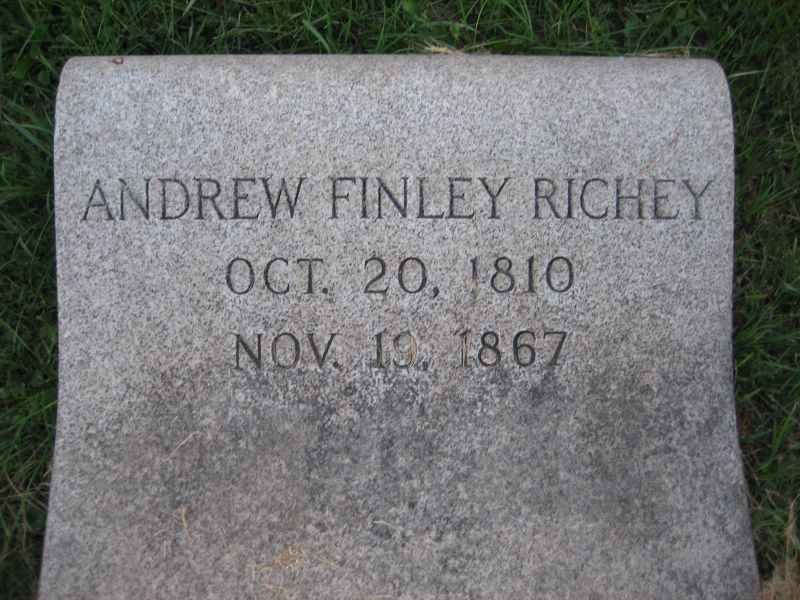 ANDREW FINLEY RICHEY
OCT. 20, 1810
NOV. 19, 1867